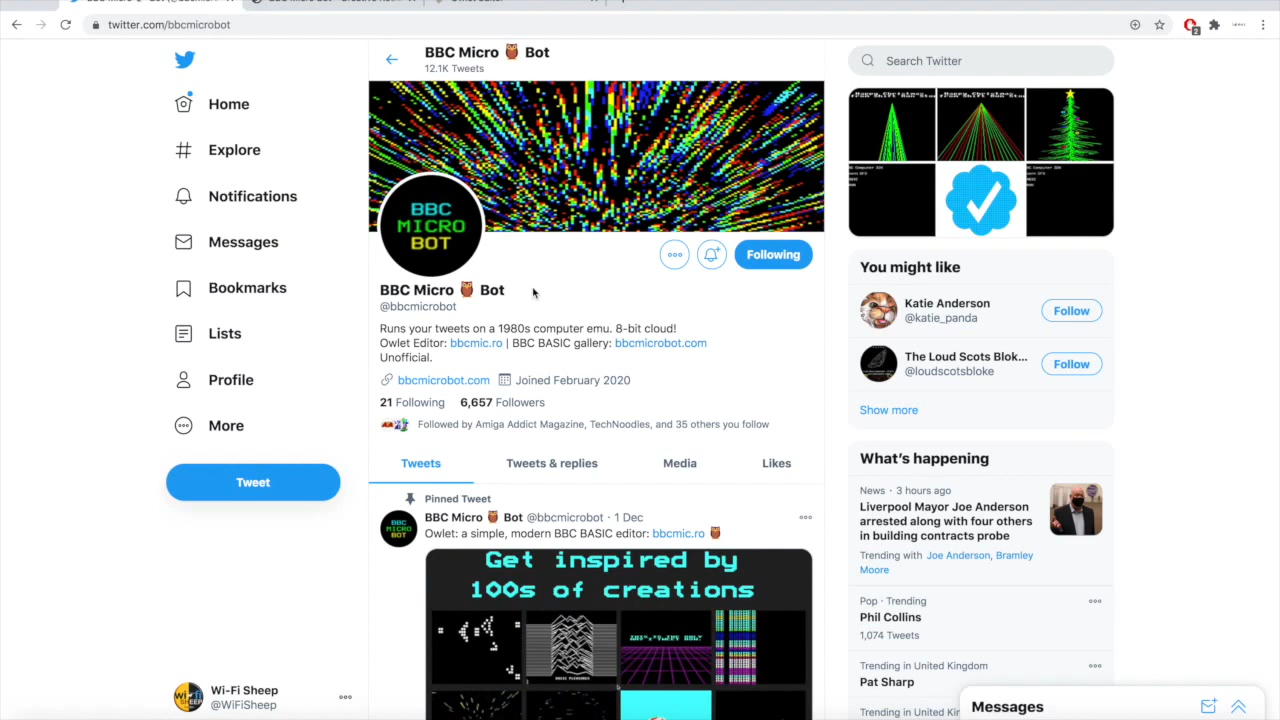 twitter.com/bbcmicrobot
2
BBC Micro 🦉 Bot
12.1K Tweets
Search Twitter
Home
Explore
Notifications
Messages
Bookmarks
Lists
Profile
More
Tweet
Wi-Fi Sheep
@WiFiSheep
BBC
MICRO
BOT
Following
BBC Micro 🦉 Bot
@bbcmicrobot
Runs your tweets on a 1980s computer emu. 8-bit cloud!
Owlet Editor: bbcmic.ro | BBC BASIC gallery: bbcmicrobot.com
Unofficial.
bbcmicrobot.com Joined February 2020
21 Following 6,657 Followers
Followed by Amiga Addict Magazine, TechNoodles, and 35 others you follow
Tweets Tweets & replies Media Likes
Pinned Tweet
BBC Micro 🦉 Bot @bbcmicrobot · 1 Dec
Owlet: a simple, modern BBC BASIC editor: bbcmic.ro 🦉
BBC
MICRO
BOT
Get inspired by
100s of creations
You might like
Katie Anderson
@katie_panda
Follow
The Loud Scots Blok...
@loudscotsbloke
Follow
Show more
What's happening
News · 3 hours ago
Liverpool Mayor Joe Anderson
arrested along with four others
in building contracts probe
Trending with Joe Anderson, Bramley
Moore
Pop · Trending
Phil Collins
1,074 Tweets
Trending in United Kingdom
Pat Sharp
Trending in United Kin
Messages